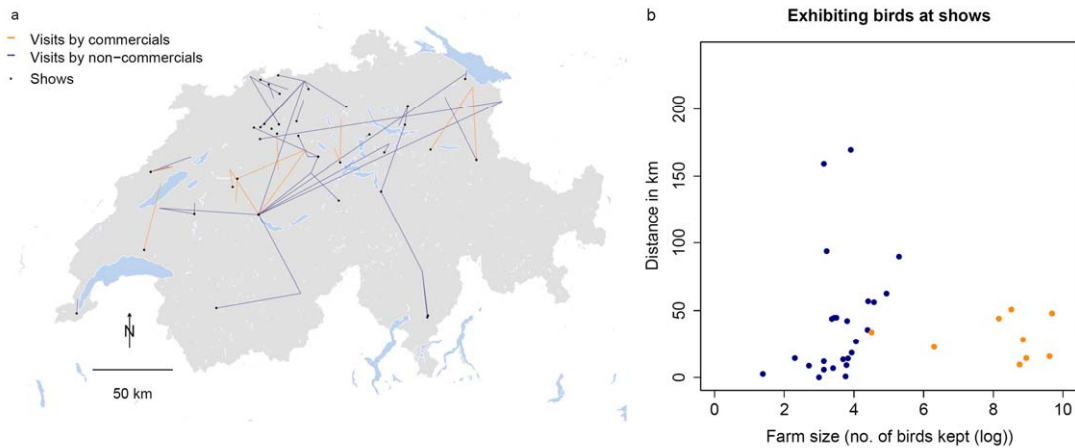 a
Visits by commercials
Visits by non−commercials
Shows
N
50 km
b
Exhibiting birds at shows
Distance in km
200
150
100
50
0
0 2 4 6 8 10
Farm size (no. of birds kept (log))